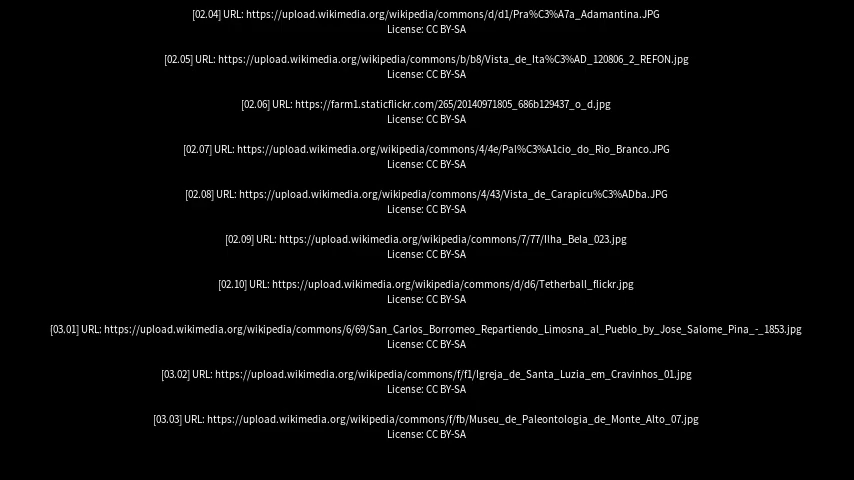 [02.04] URL: https://upload.wikimedia.org/wikipedia/commons/d/d1/Pra%C3%A7a_Adamantina.JPG
License: CC BY-SA
[02.05] URL: https://upload.wikimedia.org/wikipedia/commons/b/b8/Vista_de_Ita%C3%AD_120806_2_REFON.jpg
License: CC BY-SA
[02.06] URL: https://farm1.staticflickr.com/265/20140971805_686b129437_o_d.jpg
License: CC BY-SA
[02.07] URL: https://upload.wikimedia.org/wikipedia/commons/4/4e/Pal%C3%A1cio_do_Rio_Branco.JPG
License: CC BY-SA
[02.08] URL: https://upload.wikimedia.org/wikipedia/commons/4/43/Vista_de_Carapicu%C3%ADba.JPG
License: CC BY-SA
[02.09] URL: https://upload.wikimedia.org/wikipedia/commons/7/77/Ilha_Bela_023.jpg
License: CC BY-SA
[02.10] URL: https://upload.wikimedia.org/wikipedia/commons/d/d6/Tetherball_flickr.jpg
License: CC BY-SA
[03.01] URL: https://upload.wikimedia.org/wikipedia/commons/6/69/San_Carlos_Borromeo_Repartiendo_Limosna_al_Pueblo_by_Jose_Salome_Pina_-_1853.jpg
License: CC BY-SA
[03.02] URL: https://upload.wikimedia.org/wikipedia/commons/f/f1/Igreja_de_Santa_Luzia_em_Cravinhos_01.jpg
License: CC BY-SA
[03.03] URL: https://upload.wikimedia.org/wikipedia/commons/f/fb/Museu_de_Paleontologia_de_Monte_Alto_07.jpg
License: CC BY-SA